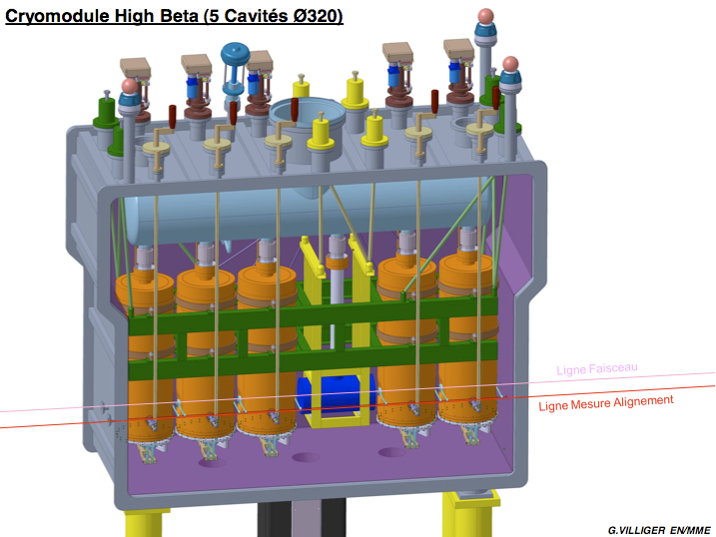 Cryomodule High Beta (5 Cavités Ø320)
Ligne Faisceau
Ligne Mesure Alignement
G.VILLIGER EN/MME